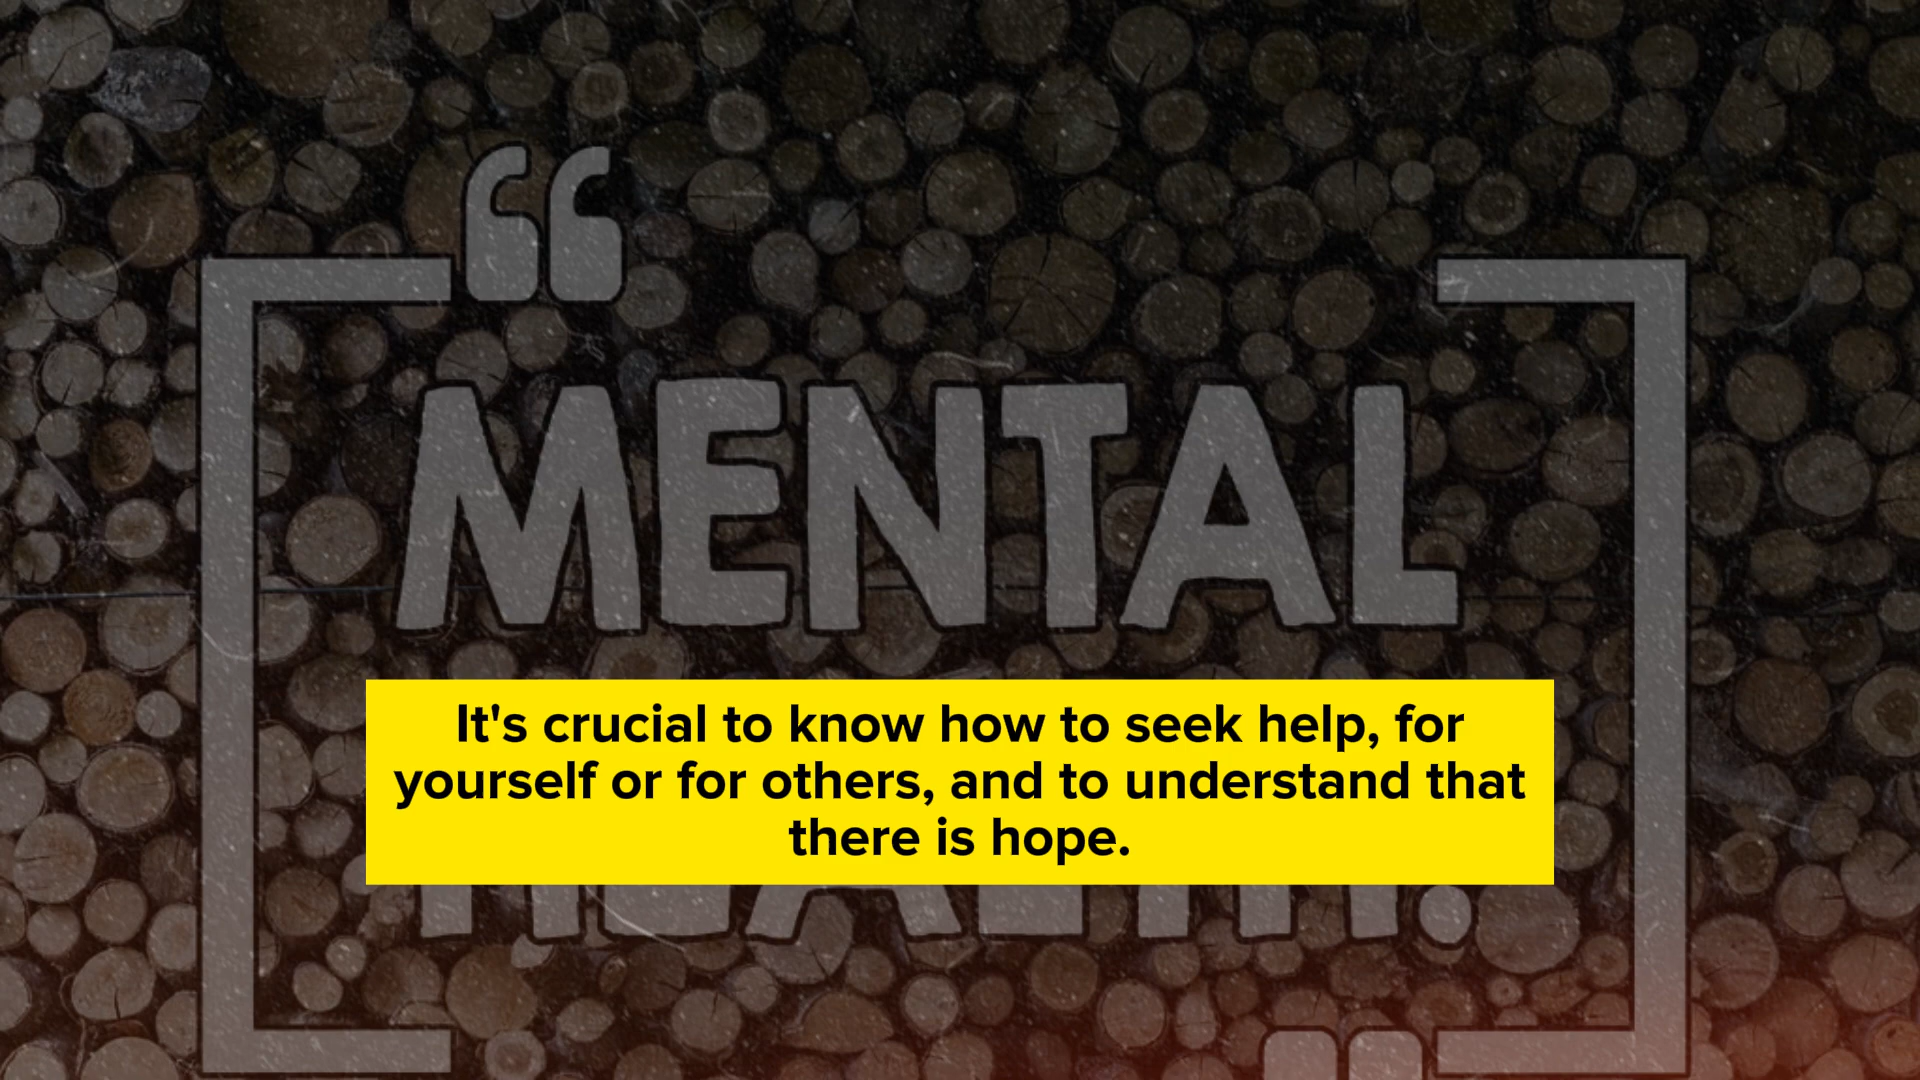 “
MENTAL
It's crucial to know how to seek help, for
yourself or for others, and to understand that
there is hope.